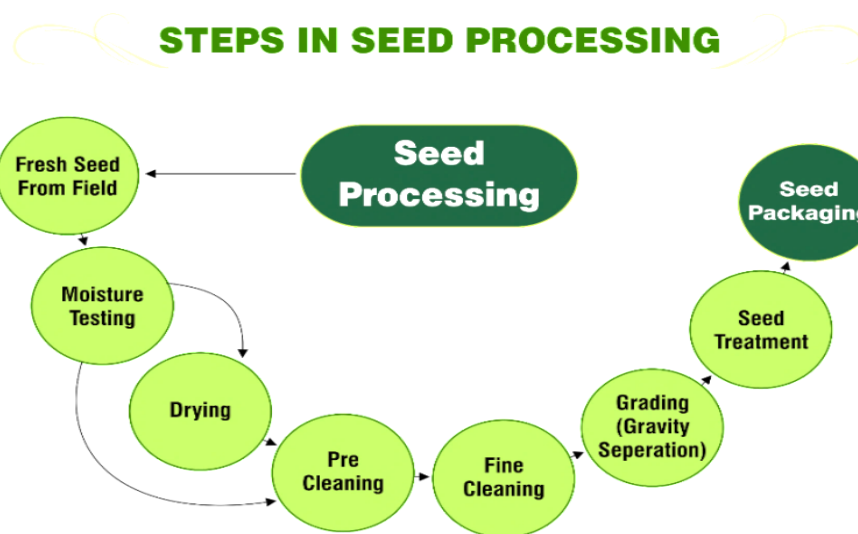 STEPS IN SEED PROCESSING
Seed
Processing
Fresh Seed
From Field
Moisture
Testing
Drying
Pre
Cleaning
Fine
Cleaning
Grading
(Gravity
Seperation)
Seed
Treatment
Seed
Packaging